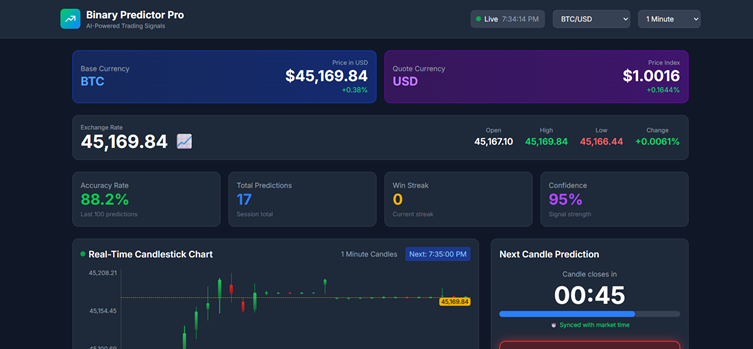 Binary Predictor Pro
AI-Powered Trading Signals
Live 7:34:14 PM
BTC/USD
1 Minute
Base Currency
BTC
Price in USD
$45,169.84
+0.38%
Quote Currency
USD
Price Index
$1.0016
+0.1644%
Exchange Rate
45,169.84
Open
45,167.10
High
45,169.84
Low
45,166.44
Change
+0.0061%
Accuracy Rate
88.2%
Last 100 predictions
Total Predictions
17
Session total
Win Streak
0
Current streak
Confidence
95%
Signal strength
Real-Time Candlestick Chart
1 Minute Candles
Next: 7:35:00 PM
45,208.21
45,154.45
45,169.84
Next Candle Prediction
Candle closes in
00:45
Synced with market time